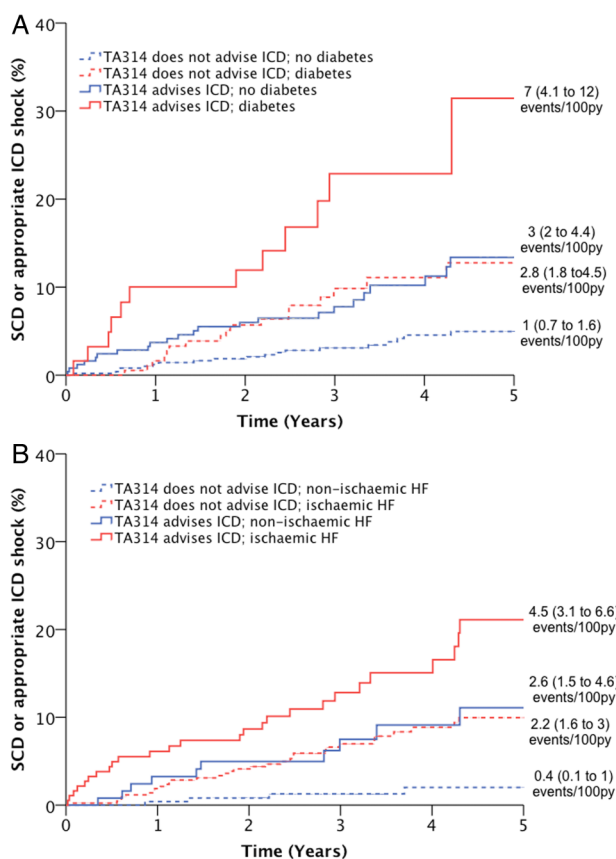 A
SCD or appropriate ICD shock (%)
40
30
20
10
0
TA314 does not advise ICD; no diabetes
TA314 does not advise ICD; diabetes
TA314 advises ICD; no diabetes
TA314 advises ICD; diabetes
7 (4.1 to 12)
events/100py
3 (2 to 4.4)
events/100py
2.8 (1.8 to4.5)
events/100py
1 (0.7 to 1.6)
events/100py
0 1 2 3 4 5
Time (Years)
B
SCD or appropriate ICD shock (%)
40
30
20
10
0
TA314 does not advise ICD; non-ischaemic HF
TA314 does not advise ICD; ischaemic HF
TA314 advises ICD; non-ischaemic HF
TA314 advises ICD; ischaemic HF
4.5 (3.1 to 6.6)
events/100py
2.6 (1.5 to 4.6)
events/100py
2.2 (1.6 to 3)
events/100py
0.4 (0.1 to 1)
events/100py
0 1 2 3 4 5
Time (Years)